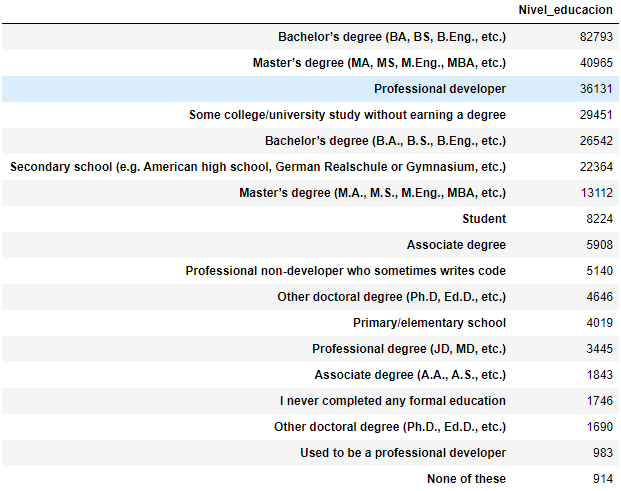 Nivel_educacion
Bachelor’s degree (BA, BS, B.Eng., etc.) 82793
Master’s degree (MA, MS, M.Eng., MBA, etc.) 40965
Professional developer 36131
Some college/university study without earning a degree 29451
Bachelor’s degree (B.A., B.S., B.Eng., etc.) 26542
Secondary school (e.g. American high school, German Realschule or Gymnasium, etc.) 22364
Master’s degree (M.A., M.S., M.Eng., MBA, etc.) 13112
Student 8224
Associate degree 5908
Professional non-developer who sometimes writes code 5140
Other doctoral degree (Ph.D, Ed.D., etc.) 4646
Primary/elementary school 4019
Professional degree (JD, MD, etc.) 3445
Associate degree (A.A., A.S., etc.) 1843
I never completed any formal education 1746
Other doctoral degree (Ph.D., Ed.D., etc.) 1690
Used to be a professional developer 983
None of these 914